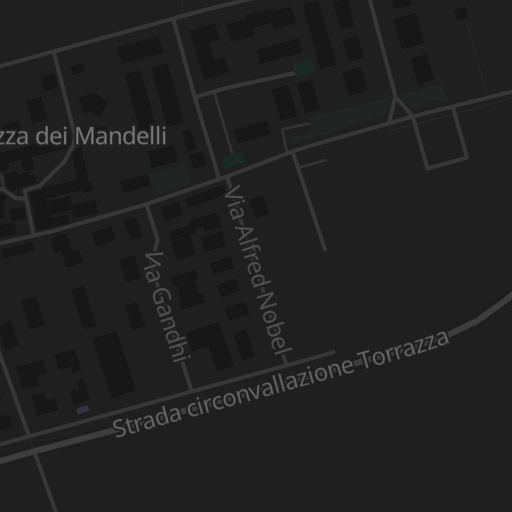 zza dei Mandelli
Via Alfred Nobel
Via Gandhi
Strada circonvallazione Torrazza